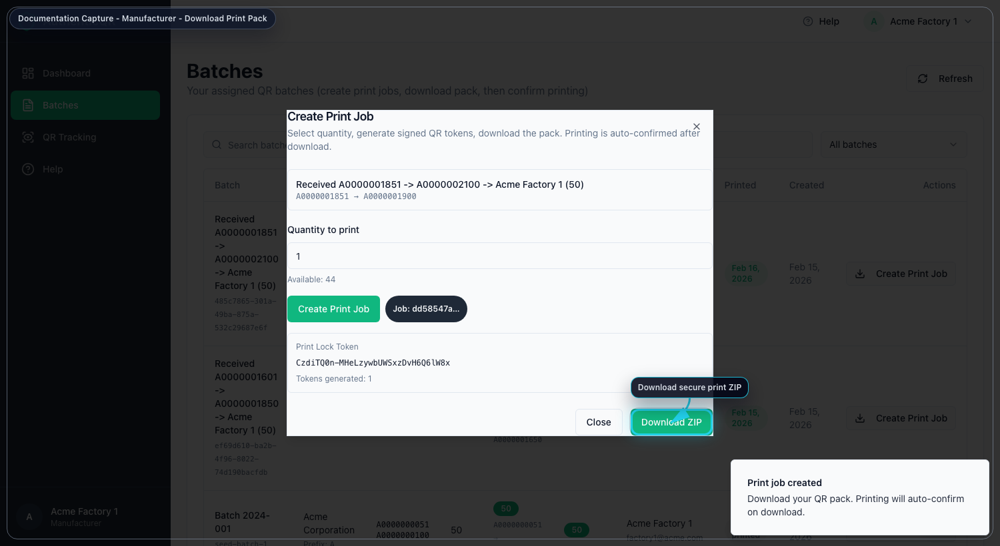 Documentation Capture - Manufacturer - Download Print Pack
Help
A
Acme Factory 1
Dashboard
Batches
QR Tracking
Help
Batches
Your assigned QR batches (create print jobs, download pack, then confirm printing)
Refresh
Search batche
All batches
Batch
Printed
Created
Actions
Received
A0000001851
->
A0000002100
-> Acme
Factory 1 (50)
485c7865-301a-
49ba-875a-
532c29687e6f
Feb 16,
2026
Feb 15,
2026
Create Print Job
Received
A0000001601
->
A0000001850
-> Acme
Factory 1 (50)
ef69d610-ba2b-
4f96-8022-
74d190bacfdb
A0000001650
Feb 15,
2026
Feb 15,
2026
Create Print Job
Batch 2024-
001
seed-batch-1
Acme
Corporation
Prefix: A
A0000000051
A0000000100
50
50
A0000000051
50
Acme Factory 1
factory1@acme.com
printed
2026
Create Print Job
Select quantity, generate signed QR tokens, download the pack. Printing is auto-confirmed after
download.
Received A0000001851 -> A0000002100 -> Acme Factory 1 (50)
A0000001851 → A0000001900
Quantity to print
1
Available: 44
Create Print Job
Job: dd58547a...
Print Lock Token
CzdiTQ0n-MHeLzywbUWSxzDvH6Q6lW8x
Tokens generated: 1
Download secure print ZIP
Close
Download ZIP
Print job created
Download your QR pack. Printing will auto-confirm
on download.
A
Acme Factory 1
Manufacturer